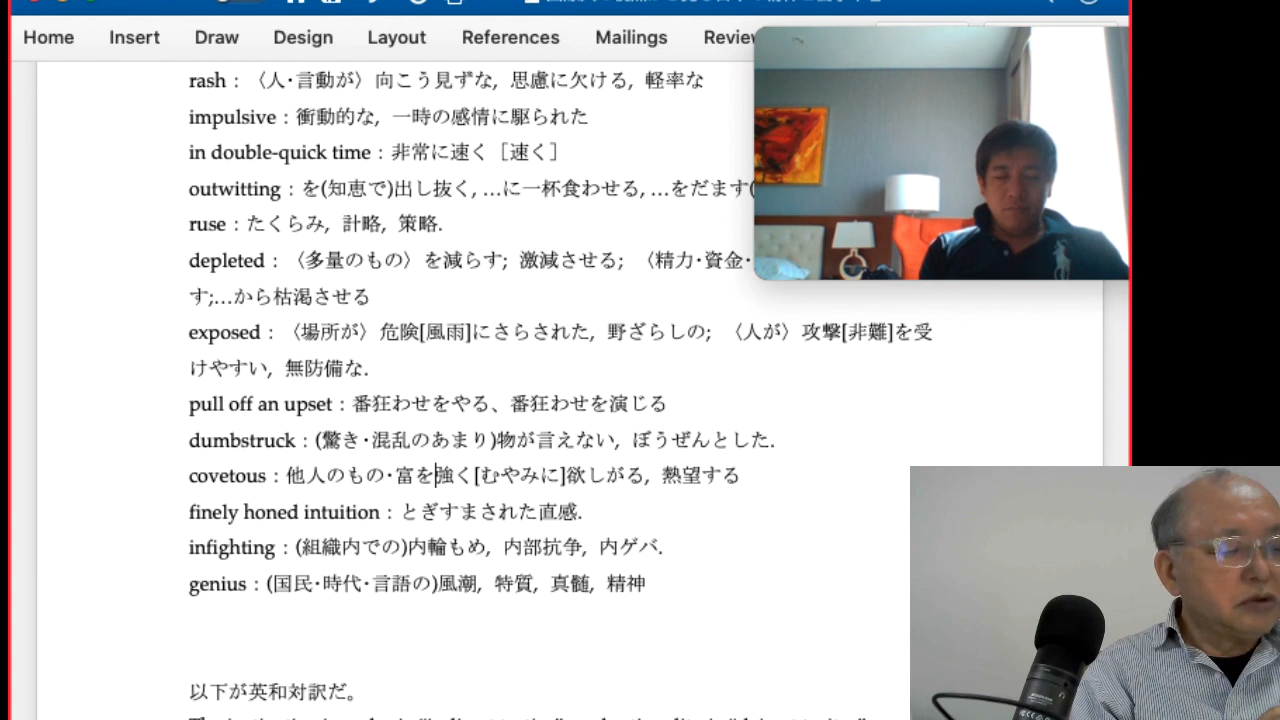 Home Insert Draw Design Layout References Mailings
rash : 〈人･言動が〉向こう見ずな, 思慮に欠ける, 軽率な
impulsive : 衝動的な, 一時の感情に駆られた
in double-quick time : 非常に速く［速く］
outwitting : を(知恵で)出し抜く, …に一杯食わせる, …をだます(
ruse : たくらみ, 計略, 策略.
depleted : 〈多量のもの〉を減らす; 激減させる; 〈精力･資金･
す;…から枯渇させる
exposed : 〈場所が〉危険[風雨]にさらされた, 野ざらしの; 〈人が〉攻撃[非難]を受
けやすい, 無防備な.
pull off an upset : 番狂わせをやる、番狂わせを演じる
dumbstruck : (驚き･混乱のあまり)物が言えない, ぼうぜんとした.
covetous : 他人のもの･富を強く[むやみに]欲しがる, 熱望する
finely honed intuition : とぎすまされた直感.
infighting : (組織内での)内輪もめ, 内部抗争, 内ゲバ.
genius : (国民･時代･言語の)風潮, 特質, 真髄, 精神
以下が英和対訳だ。